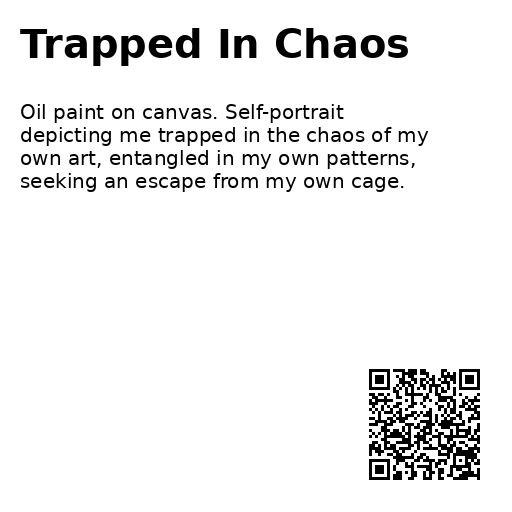 Trapped In Chaos
Oil paint on canvas. Self-portrait
depicting me trapped in the chaos of my
own art, entangled in my own patterns,
seeking an escape from my own cage.